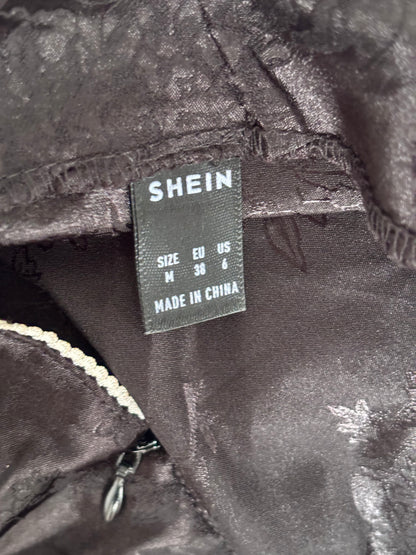 SHEIN
SIZE EU US
M 38 6
MADE IN CHINA